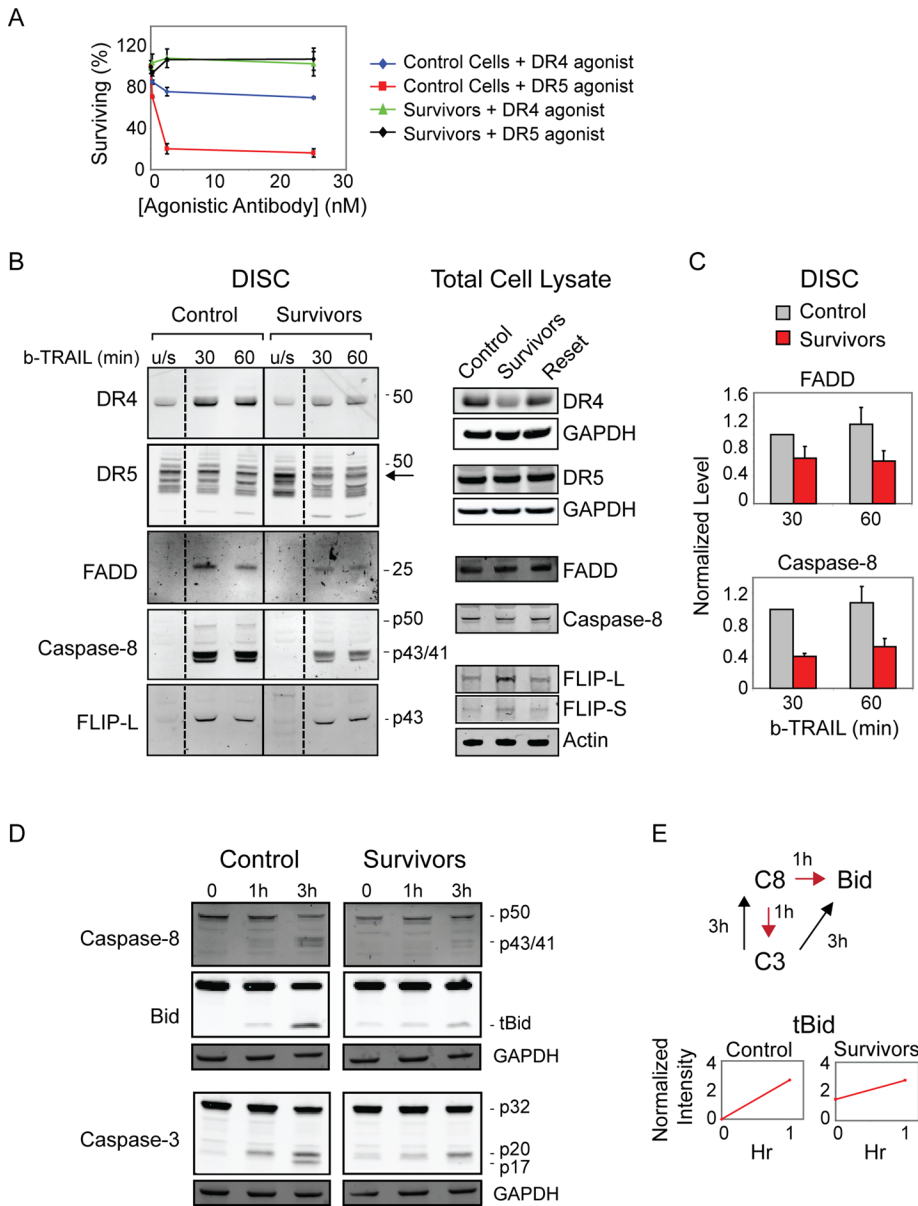 A
Surviving (%)
120
80
40
0
0
10
20
30
[Agonistic Antibody] (nM)
Control Cells + DR4 agonist
Control Cells + DR5 agonist
Survivors + DR4 agonist
Survivors + DR5 agonist
B
DISC
Control Survivors
b-TRAIL (min) u/s 30 60 u/s 30 60
DR4
- 50
DR5
- 50
FADD
- 25
Caspase-8
- p50
- p43/41
FLIP-L
- p43
Total Cell Lysate
Control Survivors Reset
DR4
GAPDH
DR5
GAPDH
FADD
Caspase-8
FLIP-L
FLIP-S
Actin
C
DISC
Control
Survivors
Normalized Level
FADD
1.6
1.2
0.8
0.4
0
30 60
Caspase-8
1.2
0.8
0.4
0
30 60
b-TRAIL (min)
D
Control Survivors
0 1h 3h 0 1h 3h
Caspase-8
- p50
- p43/41
Bid
- tBid
GAPDH
Caspase-3
- p32
- p20
- p17
GAPDH
E
C8 1h Bid
3h 1h 3h
C3
tBid
Normalized Intensity
Control Survivors
4 4
2 2
0 0
0 1 0 1
Hr Hr